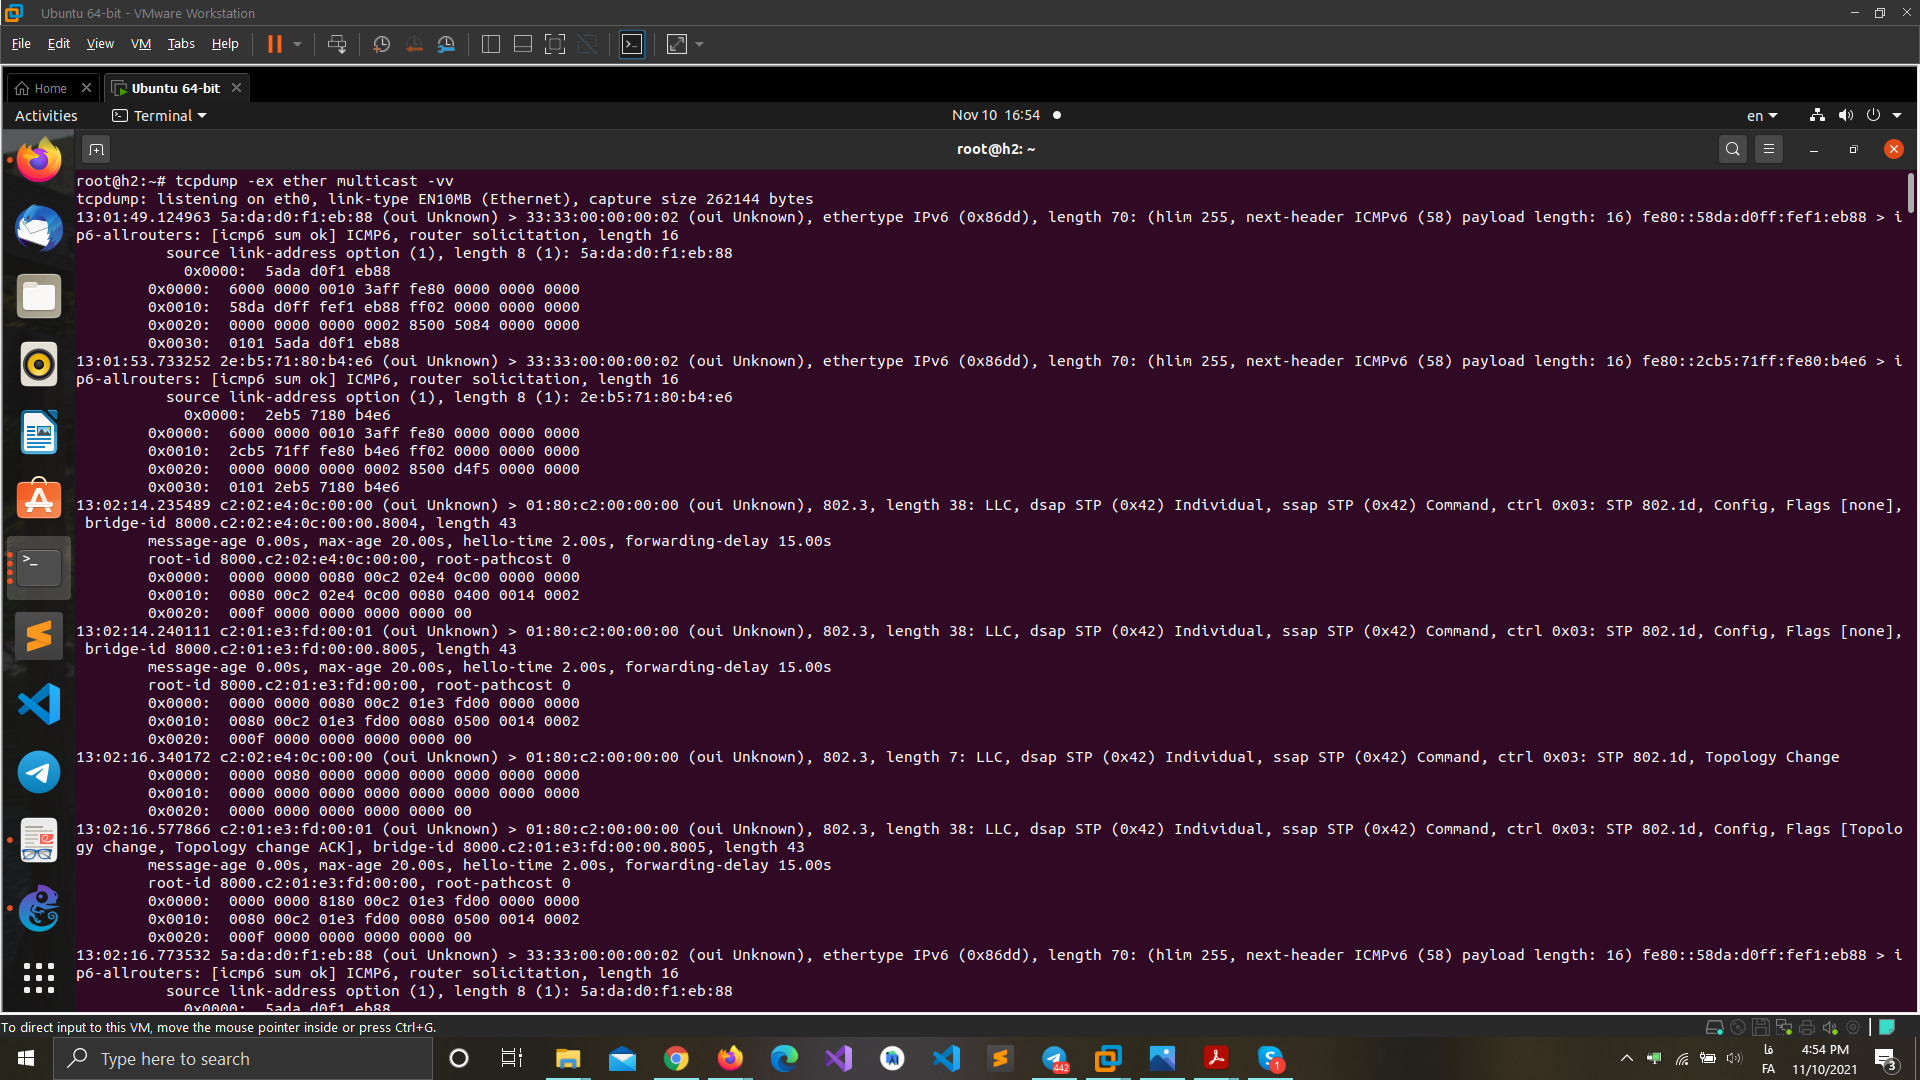 Ubuntu 64-bit - VMware Workstation
File Edit View VM Tabs Help
Home
Ubuntu 64-bit
Activities
Terminal
Nov 10 16:54
en
root@h2: ~
root@h2:~# tcpdump -ex ether multicast -vv
tcpdump: listening on eth0, link-type EN10MB (Ethernet), capture size 262144 bytes
13:01:49.124963 5a:da:d0:f1:eb:88 (oui Unknown) > 33:33:00:00:00:02 (oui Unknown), ethertype IPv6 (0x86dd), length 70: (hlim 255, next-header ICMPv6 (58) payload length: 16) fe80::58da:d0ff:fef1:eb88 > i
p6-allrouters: [icmp6 sum ok] ICMP6, router solicitation, length 16
source link-address option (1), length 8 (1): 5a:da:d0:f1:eb:88
0x0000:  5ada d0f1 eb88
0x0000:  6000 0000 0010 3aff fe80 0000 0000 0000
0x0010:  58da d0ff fef1 eb88 ff02 0000 0000 0000
0x0020:  0000 0000 0000 0002 8500 5084 0000 0000
0x0030:  0101 5ada d0f1 eb88
13:01:53.733252 2e:b5:71:80:b4:e6 (oui Unknown) > 33:33:00:00:00:02 (oui Unknown), ethertype IPv6 (0x86dd), length 70: (hlim 255, next-header ICMPv6 (58) payload length: 16) fe80::2cb5:71ff:fe80:b4e6 > i
p6-allrouters: [icmp6 sum ok] ICMP6, router solicitation, length 16
source link-address option (1), length 8 (1): 2e:b5:71:80:b4:e6
0x0000:  2eb5 7180 b4e6
0x0000:  6000 0000 0010 3aff fe80 0000 0000 0000
0x0010:  2cb5 71ff fe80 b4e6 ff02 0000 0000 0000
0x0020:  0000 0000 0000 0002 8500 d4f5 0000 0000
0x0030:  0101 2eb5 7180 b4e6
13:02:14.235489 c2:02:e4:0c:00:00 (oui Unknown) > 01:80:c2:00:00:00 (oui Unknown), 802.3, length 38: LLC, dsap STP (0x42) Individual, ssap STP (0x42) Command, ctrl 0x03: STP 802.1d, Config, Flags [none],
bridge-id 8000.c2:02:e4:0c:00:00.8004, length 43
message-age 0.00s, max-age 20.00s, hello-time 2.00s, forwarding-delay 15.00s
root-id 8000.c2:02:e4:0c:00:00, root-pathcost 0
0x0000:  0000 0000 0080 00c2 02e4 0c00 0000 0000
0x0010:  0080 00c2 02e4 0c00 0080 0400 0014 0002
0x0020:  000f 0000 0000 0000 0000 00
13:02:14.240111 c2:01:e3:fd:00:01 (oui Unknown) > 01:80:c2:00:00:00 (oui Unknown), 802.3, length 38: LLC, dsap STP (0x42) Individual, ssap STP (0x42) Command, ctrl 0x03: STP 802.1d, Config, Flags [none],
bridge-id 8000.c2:01:e3:fd:00:00.8005, length 43
message-age 0.00s, max-age 20.00s, hello-time 2.00s, forwarding-delay 15.00s
root-id 8000.c2:01:e3:fd:00:00, root-pathcost 0
0x0000:  0000 0000 0080 00c2 01e3 fd00 0000 0000
0x0010:  0080 00c2 01e3 fd00 0080 0500 0014 0002
0x0020:  000f 0000 0000 0000 0000 00
13:02:16.340172 c2:02:e4:0c:00:00 (oui Unknown) > 01:80:c2:00:00:00 (oui Unknown), 802.3, length 7: LLC, dsap STP (0x42) Individual, ssap STP (0x42) Command, ctrl 0x03: STP 802.1d, Topology Change
0x0000:  0000 0080 0000 0000 0000 0000 0000 0000
0x0010:  0000 0000 0000 0000 0000 0000 0000 0000
0x0020:  0000 0000 0000 0000 0000 00
13:02:16.577866 c2:01:e3:fd:00:01 (oui Unknown) > 01:80:c2:00:00:00 (oui Unknown), 802.3, length 38: LLC, dsap STP (0x42) Individual, ssap STP (0x42) Command, ctrl 0x03: STP 802.1d, Config, Flags [Topolo
gy change, Topology change ACK], bridge-id 8000.c2:01:e3:fd:00:00.8005, length 43
message-age 0.00s, max-age 20.00s, hello-time 2.00s, forwarding-delay 15.00s
root-id 8000.c2:01:e3:fd:00:00, root-pathcost 0
0x0000:  0000 0000 8180 00c2 01e3 fd00 0000 0000
0x0010:  0080 00c2 01e3 fd00 0080 0500 0014 0002
0x0020:  000f 0000 0000 0000 0000 00
13:02:16.773532 5a:da:d0:f1:eb:88 (oui Unknown) > 33:33:00:00:00:02 (oui Unknown), ethertype IPv6 (0x86dd), length 70: (hlim 255, next-header ICMPv6 (58) payload length: 16) fe80::58da:d0ff:fef1:eb88 > i
p6-allrouters: [icmp6 sum ok] ICMP6, router solicitation, length 16
source link-address option (1), length 8 (1): 5a:da:d0:f1:eb:88
0x0000:  5ada d0f1 eb88
To direct input to this VM, move the mouse pointer inside or press Ctrl+G.
Type here to search
442
1
فا
FA
4:54 PM
11/10/2021
3